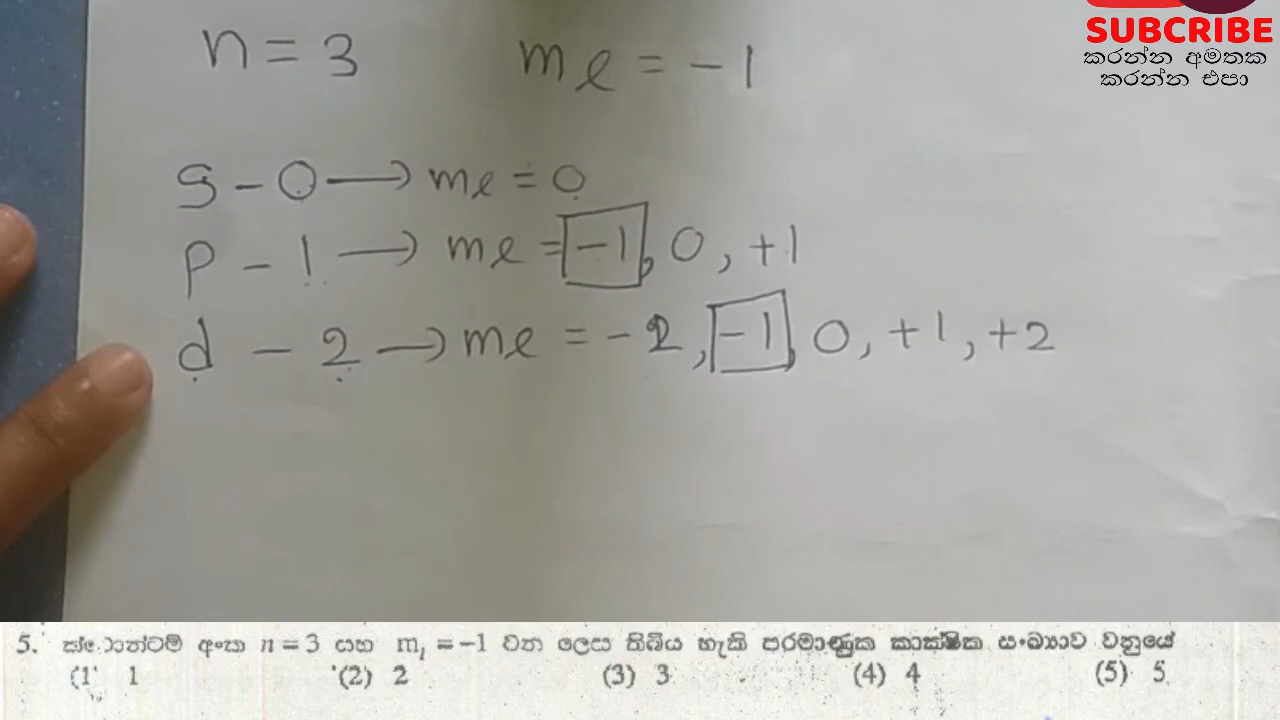 SUBCRIBE
කරන්න අමතක
කරන්න එපා
n = 3 mℓ = -1
S - 0 → mℓ = 0
p - 1 → mℓ = -1, 0, +1
d - 2 → mℓ = -2, -1, 0, +1, +2
5. ක්වොන්ටම් අංක n = 3 සහ mₗ = -1 වන ලෙස තිබිය හැකි පරමාණුක කාක්ෂික සංඛ්‍යාව වනුයේ
(1) 1 (2) 2 (3) 3 (4) 4 (5) 5